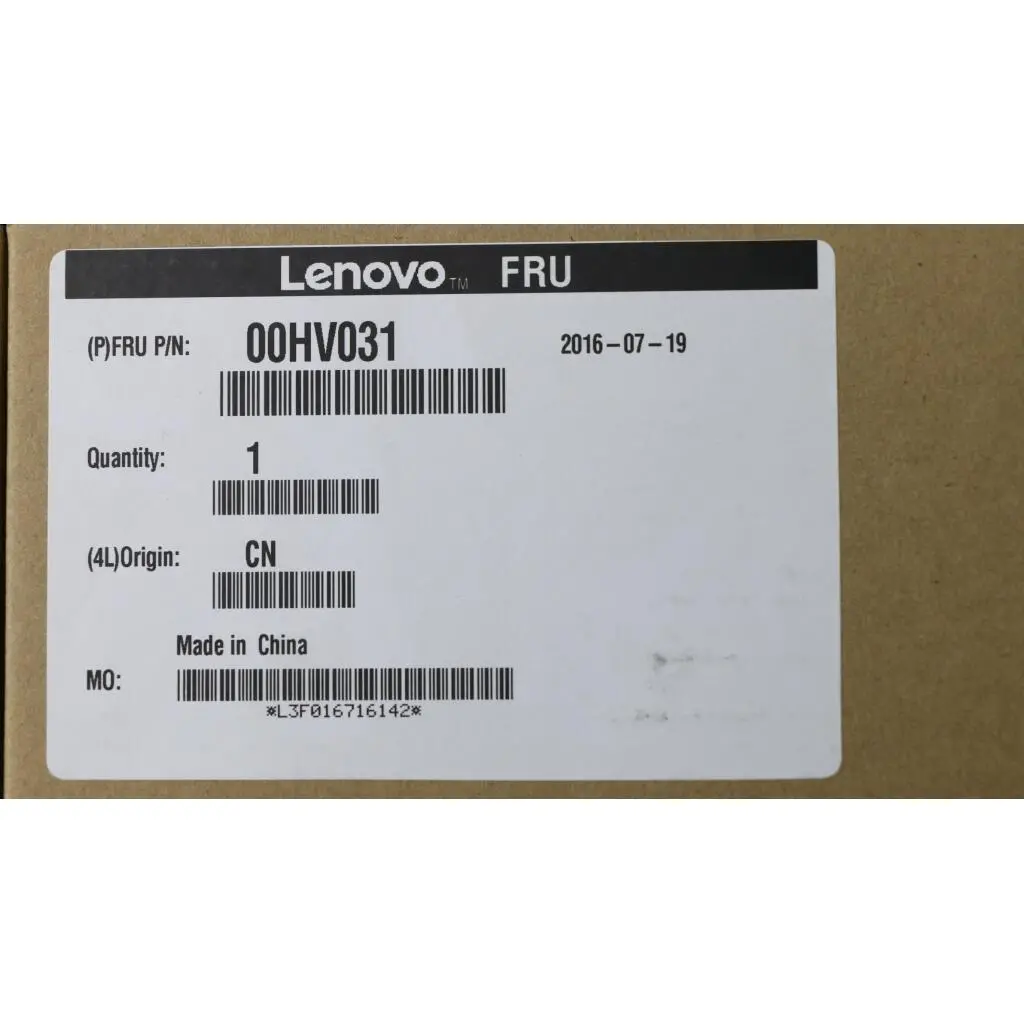 Lenovo™ FRU
(P)FRU P/N: 00HV031 2016-07-19
Quantity: 1
(4L)Origin: CN
Made in China
MO:
*L3F016716142*